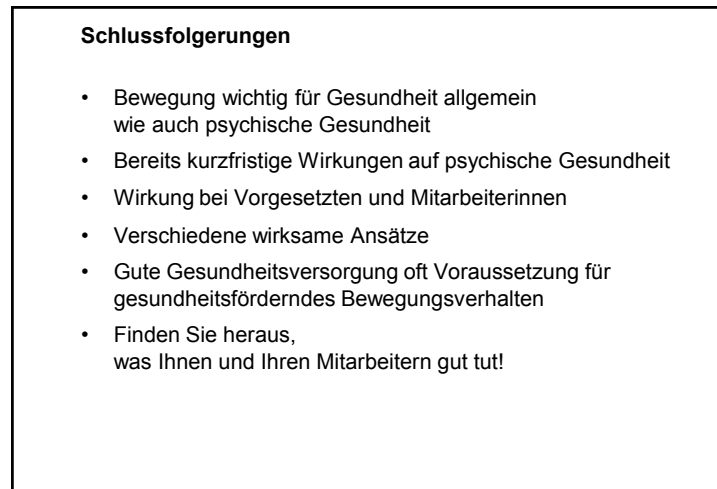 Schlussfolgerungen
• Bewegung wichtig für Gesundheit allgemein
wie auch psychische Gesundheit
• Bereits kurzfristige Wirkungen auf psychische Gesundheit
• Wirkung bei Vorgesetzten und Mitarbeiterinnen
• Verschiedene wirksame Ansätze
• Gute Gesundheitsversorgung oft Voraussetzung für
gesundheitsförderndes Bewegungsverhalten
• Finden Sie heraus,
was Ihnen und Ihren Mitarbeitern gut tut!